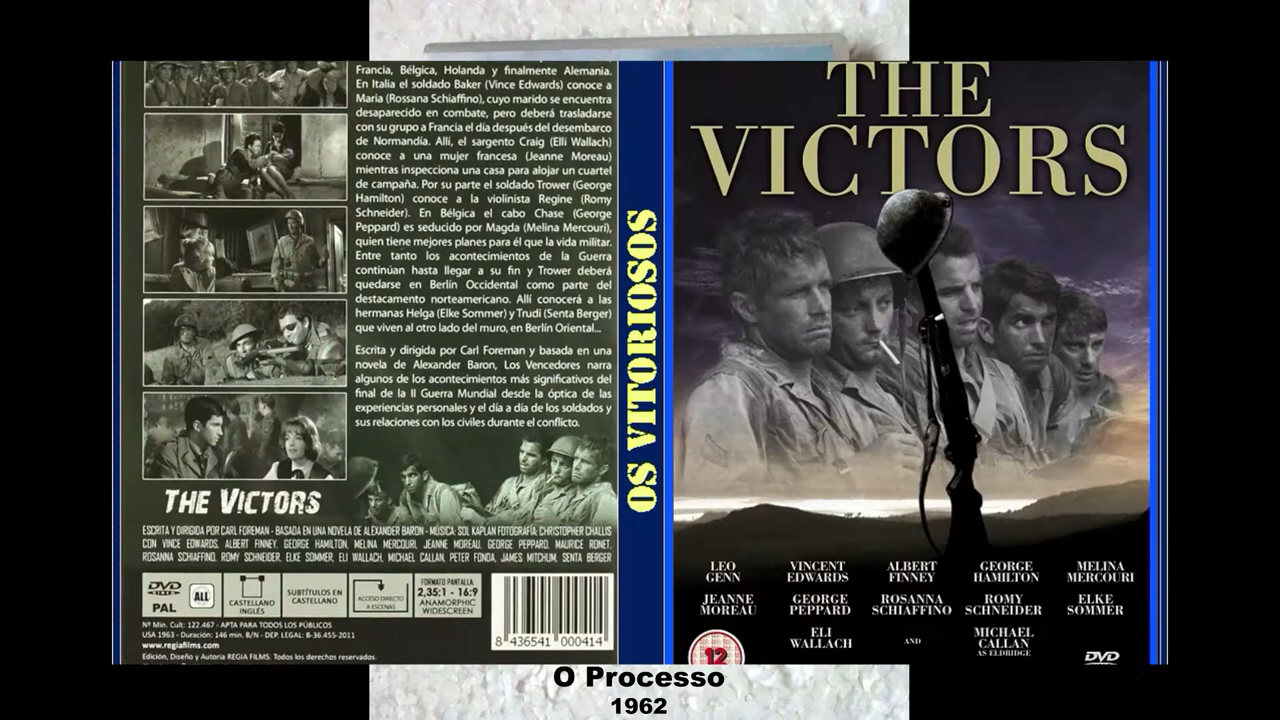 Francia, Bélgica, Holanda y finalmente Alemania.
En Italia el soldado Baker (Vince Edwards) conoce a
Maria (Rossana Schiaffino), cuyo marido se encuentra
desaparecido en combate, pero deberá trasladarse
con su grupo a Francia el día después del desembarco
de Normandía. Allí, el sargento Craig (Elli Wallach)
conoce a una mujer francesa (Jeanne Moreau)
mientras inspecciona una casa para alojar un cuartel
de campaña. Por su parte el soldado Trower (George
Hamilton) conoce a la violinista Regine (Romy
Schneider). En Bélgica el cabo Chase (George
Peppard) es seducido por Magda (Melina Mercouri),
quien tiene mejores planes para él que la vida militar.
Entre tanto los acontecimientos de la Guerra
continúan hasta llegar a su fin y Trower deberá
quedarse en Berlín Occidental como parte del
destacamento norteamericano. Allí conocerá a las
hermanas Helga (Elke Sommer) y Trudi (Senta Berger)
que viven al otro lado del muro, en Berlín Oriental...
Escrita y dirigida por Carl Foreman y basada en una
novela de Alexander Baron, Los Vencedores narra
algunos de los acontecimientos más significativos del
final de la II Guerra Mundial desde la óptica de las
experiencias personales y el día a día de los soldados y
sus relaciones con los civiles durante el conflicto.
THE VICTORS
ESCRITA Y DIRIGIDA POR CARL FOREMAN - BASADA EN UNA NOVELA DE ALEXANDER BARON - MÚSICA: SOL KAPLAN FOTOGRAFÍA: CHRISTOPHER CHALLIS
CON VINCE EDWARDS, ALBERT FINNEY, GEORGE HAMILTON, MELINA MERCOURI, JEANNE MOREAU, GEORGE PEPPARD, MAURICE RONET,
ROSANNA SCHIAFFINO, ROMY SCHNEIDER, ELKE SOMMER, ELI WALLACH, MICHAEL CALLAN, PETER FONDA, JAMES MITCHUM, SENTA BERGER
DVD
VIDEO
PAL
ALL
CASTELLANO
INGLÉS
SUBTÍTULOS EN
CASTELLANO
ACCESO DIRECTO
A ESCENAS
FORMATO PANTALLA:
2,35:1 - 16:9
ANAMORPHIC
WIDESCREEN
8 436541 000414
Nº Min. Cult: 122.467 - APTA PARA TODOS LOS PÚBLICOS
USA 1963 - Duración: 146 min. B/N - DEP. LEGAL: B-36.455-2011
www.regiafilms.com
Edición, Diseño y Autoria REGIA FILMS. Todos los derechos reservados.
OS VITORIOSOS
THE
VICTORS
LEO
GENN
VINCENT
EDWARDS
ALBERT
FINNEY
GEORGE
HAMILTON
MELINA
MERCOURI
JEANNE
MOREAU
GEORGE
PEPPARD
ROSANNA
SCHIAFFINO
ROMY
SCHNEIDER
ELKE
SOMMER
ELI
WALLACH
AND
MICHAEL
CALLAN
AS ELDRIDGE
12
DVD
O Processo
1962